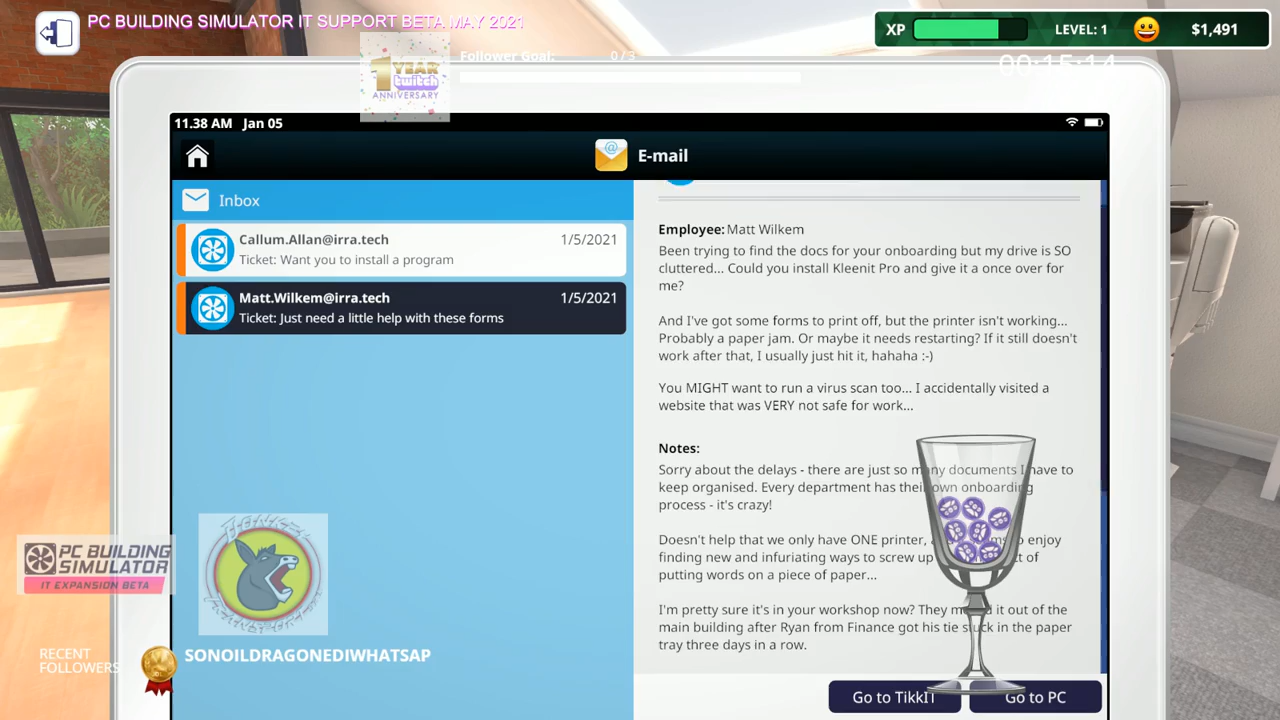 PC BUILDING SIMULATOR IT SUPPORT BETA MAY 2021
XP
LEVEL: 1
$1,491
Follower Goal:
0 / 3
1 YEAR
twitch
ANNIVERSARY
00:15:14
11.38 AM Jan 05
E-mail
Inbox
Callum.Allan@irra.tech
1/5/2021
Ticket: Want you to install a program
Matt.Wilkem@irra.tech
1/5/2021
Ticket: Just need a little help with these forms
Employee: Matt Wilkem
Been trying to find the docs for your onboarding but my drive is SO
cluttered... Could you install Kleenit Pro and give it a once over for
me?
And I've got some forms to print off, but the printer isn't working...
Probably a paper jam. Or maybe it needs restarting? If it still doesn't
work after that, I usually just hit it, hahaha :-)
You MIGHT want to run a virus scan too... I accidentally visited a
website that was VERY not safe for work...
Notes:
Sorry about the delays - there are just so many documents I have to
keep organised. Every department has their own onboarding
process - it's crazy!
Doesn't help that we only have ONE printer, enjoy
finding new and infuriating ways to screw up of
putting words on a piece of paper...
I'm pretty sure it's in your workshop now? They moved it out of the
main building after Ryan from Finance got his tie stuck in the paper
tray three days in a row.
Go to TikkIT
Go to PC
PC BUILDING
SIMULATOR
IT EXPANSION BETA
DONKEY
TRANSPORT
RECENT
FOLLOWERS
SONOILDRAGONEDIWHATSAP